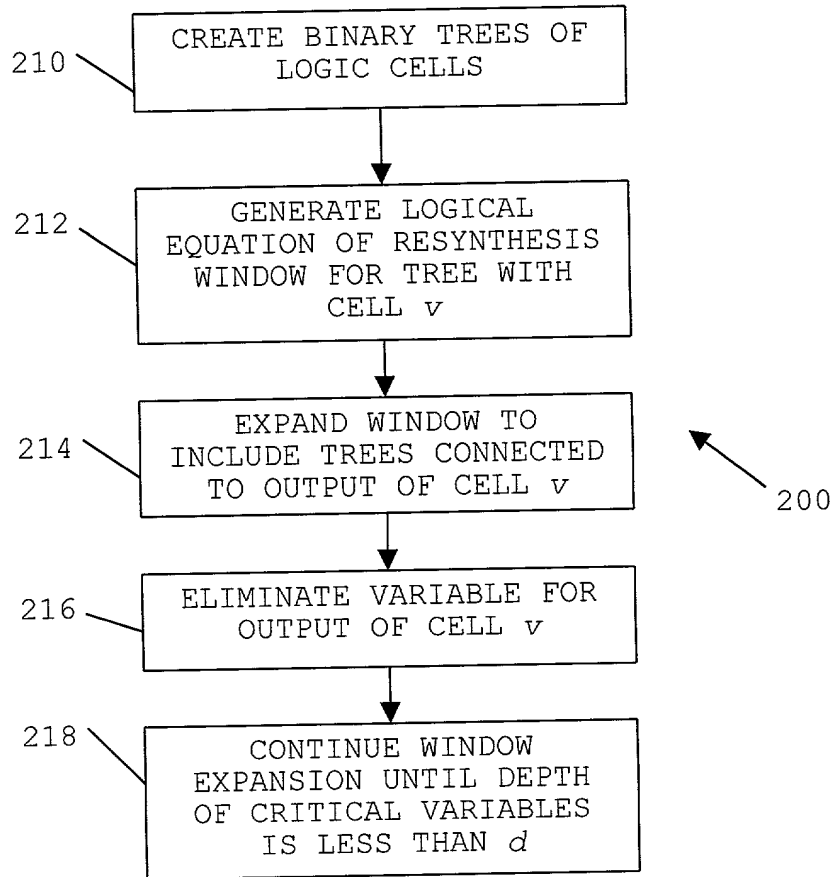 210
CREATE BINARY TREES OF
LOGIC CELLS
212
GENERATE LOGICAL
EQUATION OF RESYNTHESIS
WINDOW FOR TREE WITH
CELL v
214
EXPAND WINDOW TO
INCLUDE TREES CONNECTED
TO OUTPUT OF CELL v
200
216
ELIMINATE VARIABLE FOR
OUTPUT OF CELL v
218
CONTINUE WINDOW
EXPANSION UNTIL DEPTH
OF CRITICAL VARIABLES
IS LESS THAN d